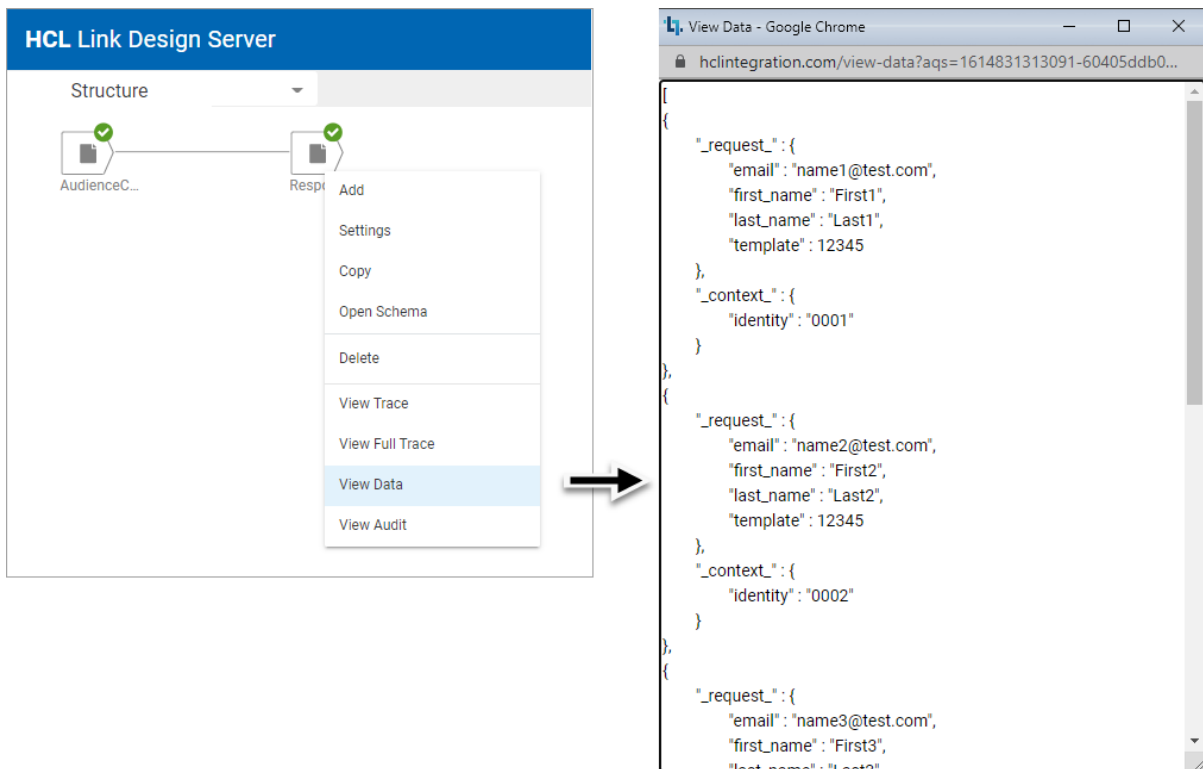 HCL Link Design Server
Structure
AudienceC...
Respo
Add
Settings
Copy
Open Schema
Delete
View Trace
View Full Trace
View Data
View Audit
View Data - Google Chrome
hclintegration.com/view-data?aqs=1614831313091-60405ddb0...
[
{
"_request_" : {
"email" : "name1@test.com",
"first_name" : "First1",
"last_name" : "Last1",
"template" : 12345
},
"_context_" : {
"identity" : "0001"
}
},
{
"_request_" : {
"email" : "name2@test.com",
"first_name" : "First2",
"last_name" : "Last2",
"template" : 12345
},
"_context_" : {
"identity" : "0002"
}
},
{
"_request_" : {
"email" : "name3@test.com",
"first_name" : "First3",
"last_name" : "Last3"